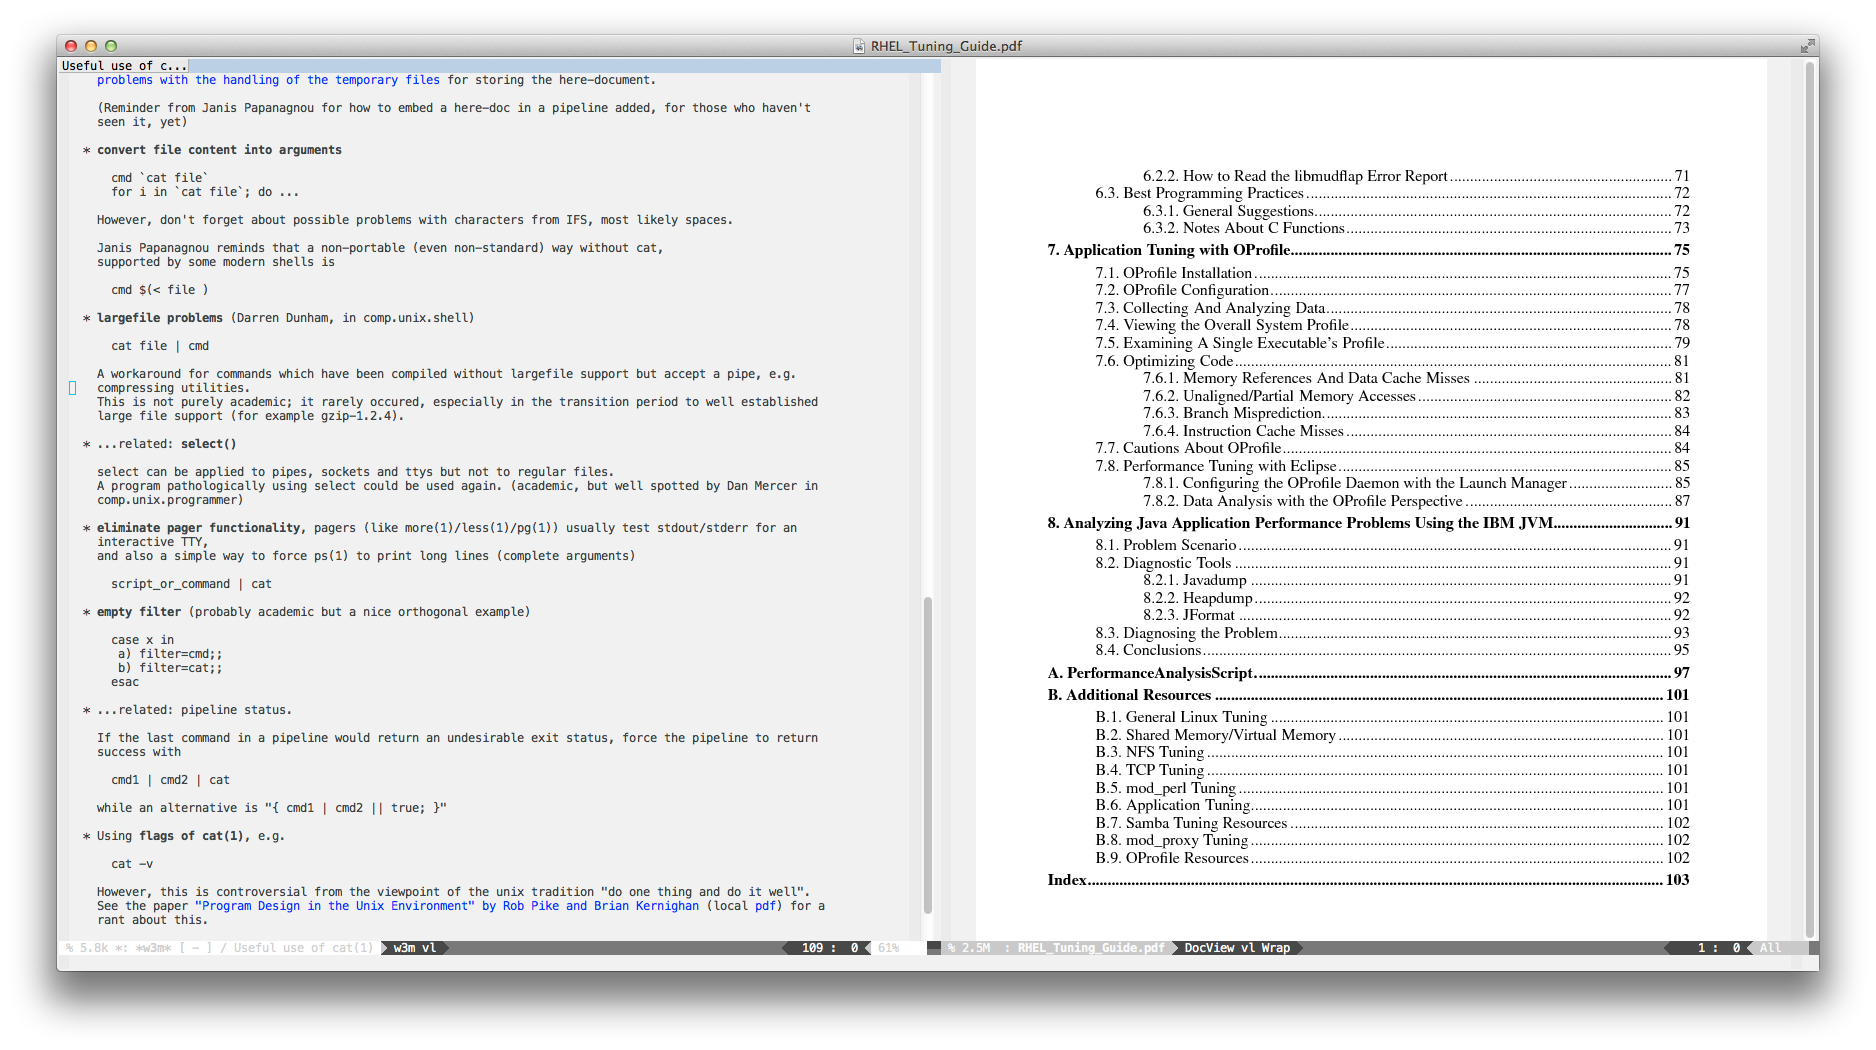 RHEL_Tuning_Guide.pdf
Useful use of c...
problems with the handling of the temporary files for storing the here-document.
(Reminder from Janis Papanagnou for how to embed a here-doc in a pipeline added, for those who haven't
seen it, yet)
* convert file content into arguments
cmd `cat file`
for i in `cat file`; do ...
However, don't forget about possible problems with characters from IFS, most likely spaces.
Janis Papanagnou reminds that a non-portable (even non-standard) way without cat,
supported by some modern shells is
cmd $(< file )
* largefile problems (Darren Dunham, in comp.unix.shell)
cat file | cmd
A workaround for commands which have been compiled without largefile support but accept a pipe, e.g.
compressing utilities.
This is not purely academic; it rarely occured, especially in the transition period to well established
large file support (for example gzip-1.2.4).
* ...related: select()
select can be applied to pipes, sockets and ttys but not to regular files.
A program pathologically using select could be used again. (academic, but well spotted by Dan Mercer in
comp.unix.programmer)
* eliminate pager functionality, pagers (like more(1)/less(1)/pg(1)) usually test stdout/stderr for an
interactive TTY,
and also a simple way to force ps(1) to print long lines (complete arguments)
script_or_command | cat
* empty filter (probably academic but a nice orthogonal example)
case x in
a) filter=cmd;;
b) filter=cat;;
esac
* ...related: pipeline status.
If the last command in a pipeline would return an undesirable exit status, force the pipeline to return
success with
cmd1 | cmd2 | cat
while an alternative is "{ cmd1 | cmd2 || true; }"
* Using flags of cat(1), e.g.
cat -v
However, this is controversial from the viewpoint of the unix tradition "do one thing and do it well".
See the paper "Program Design in the Unix Environment" by Rob Pike and Brian Kernighan (local pdf) for a
rant about this.
% 5.8k *: *w3m* [ - ] / Useful use of cat(1) w3m vl 109 : 0 61%
6.2.2. How to Read the libmudflap Error Report 71
6.3. Best Programming Practices 72
6.3.1. General Suggestions 72
6.3.2. Notes About C Functions 73
7. Application Tuning with OProfile 75
7.1. OProfile Installation 75
7.2. OProfile Configuration 77
7.3. Collecting And Analyzing Data 78
7.4. Viewing the Overall System Profile 78
7.5. Examining A Single Executable's Profile 79
7.6. Optimizing Code 81
7.6.1. Memory References And Data Cache Misses 81
7.6.2. Unaligned/Partial Memory Accesses 82
7.6.3. Branch Misprediction 83
7.6.4. Instruction Cache Misses 84
7.7. Cautions About OProfile 84
7.8. Performance Tuning with Eclipse 85
7.8.1. Configuring the OProfile Daemon with the Launch Manager 85
7.8.2. Data Analysis with the OProfile Perspective 87
8. Analyzing Java Application Performance Problems Using the IBM JVM 91
8.1. Problem Scenario 91
8.2. Diagnostic Tools 91
8.2.1. Javadump 91
8.2.2. Heapdump 92
8.2.3. JFormat 92
8.3. Diagnosing the Problem 93
8.4. Conclusions 95
A. PerformanceAnalysisScript 97
B. Additional Resources 101
B.1. General Linux Tuning 101
B.2. Shared Memory/Virtual Memory 101
B.3. NFS Tuning 101
B.4. TCP Tuning 101
B.5. mod_perl Tuning 101
B.6. Application Tuning 101
B.7. Samba Tuning Resources 102
B.8. mod_proxy Tuning 102
B.9. OProfile Resources 102
Index 103
% 2.5M : RHEL_Tuning_Guide.pdf DocView vl Wrap 1 : 0 All